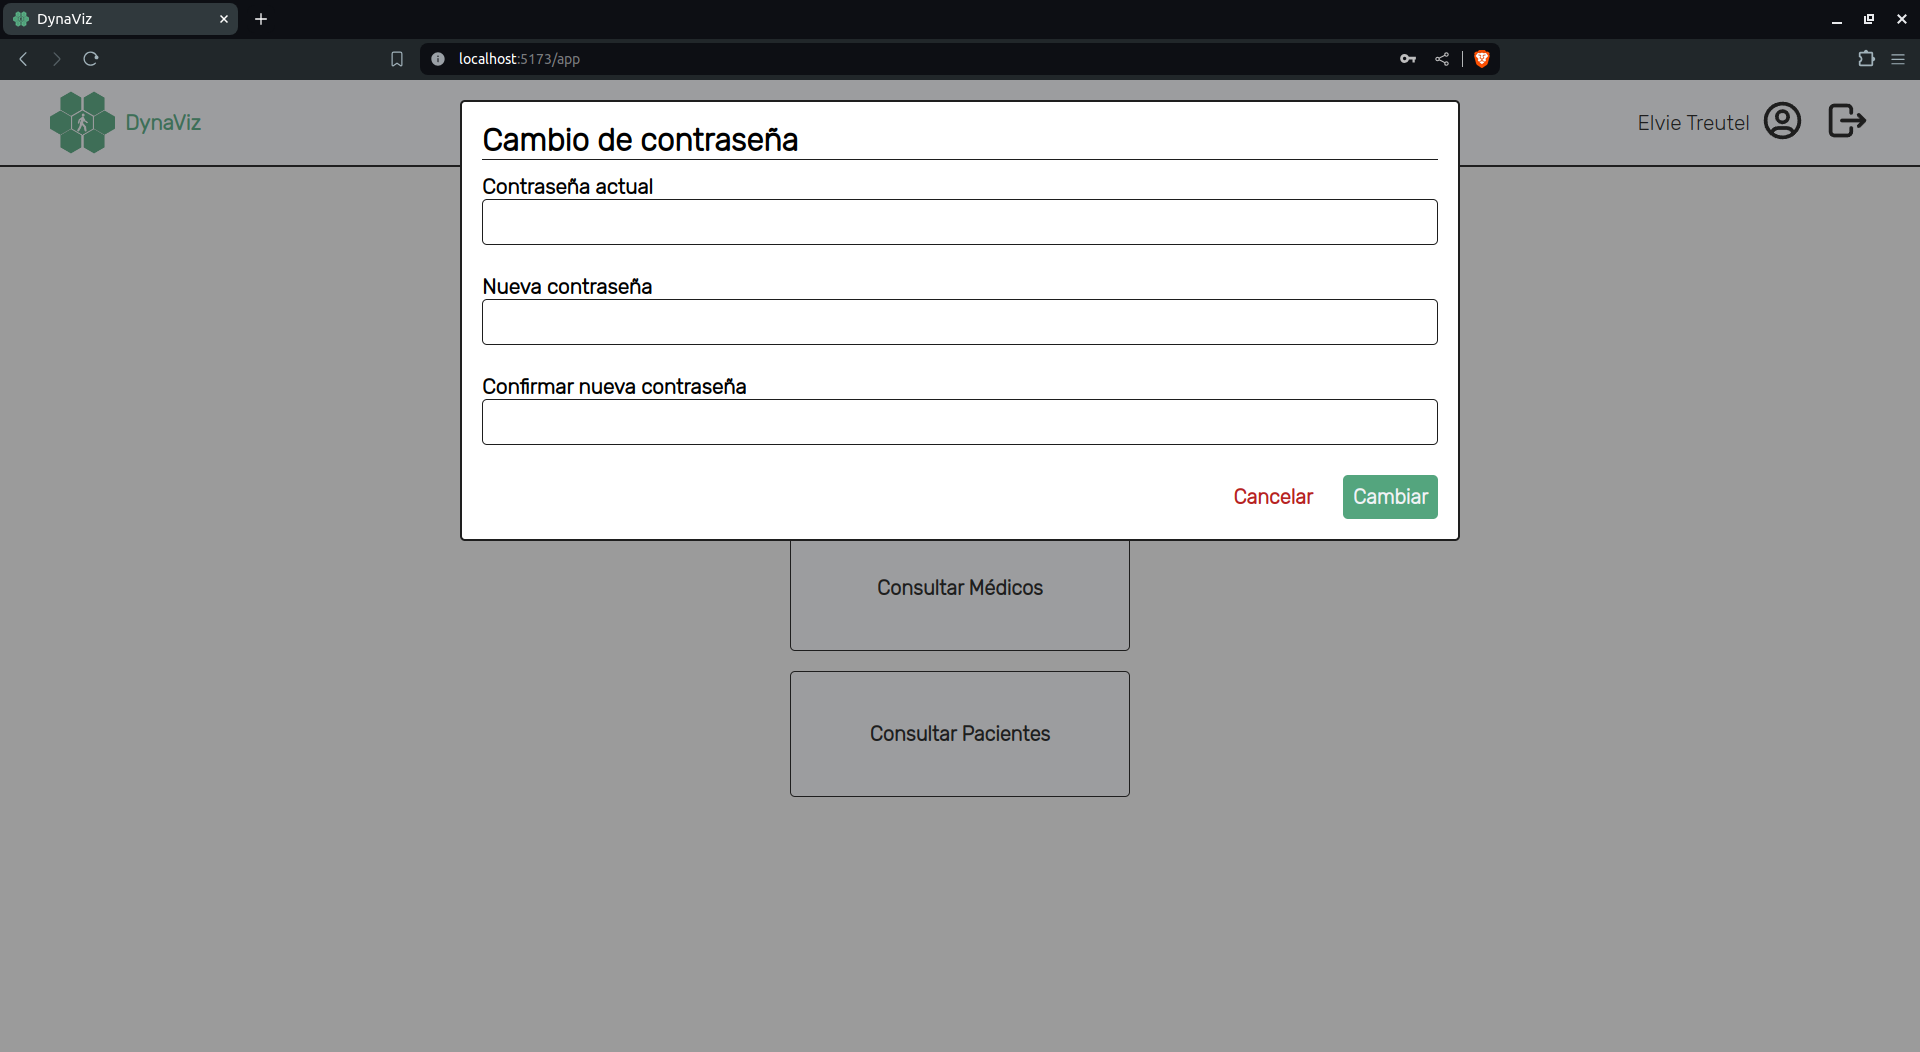 DynaViz
localhost:5173/app
DynaViz
Elvie Treutel
Cambio de contraseña
Contraseña actual
Nueva contraseña
Confirmar nueva contraseña
Cancelar
Cambiar
Consultar Médicos
Consultar Pacientes